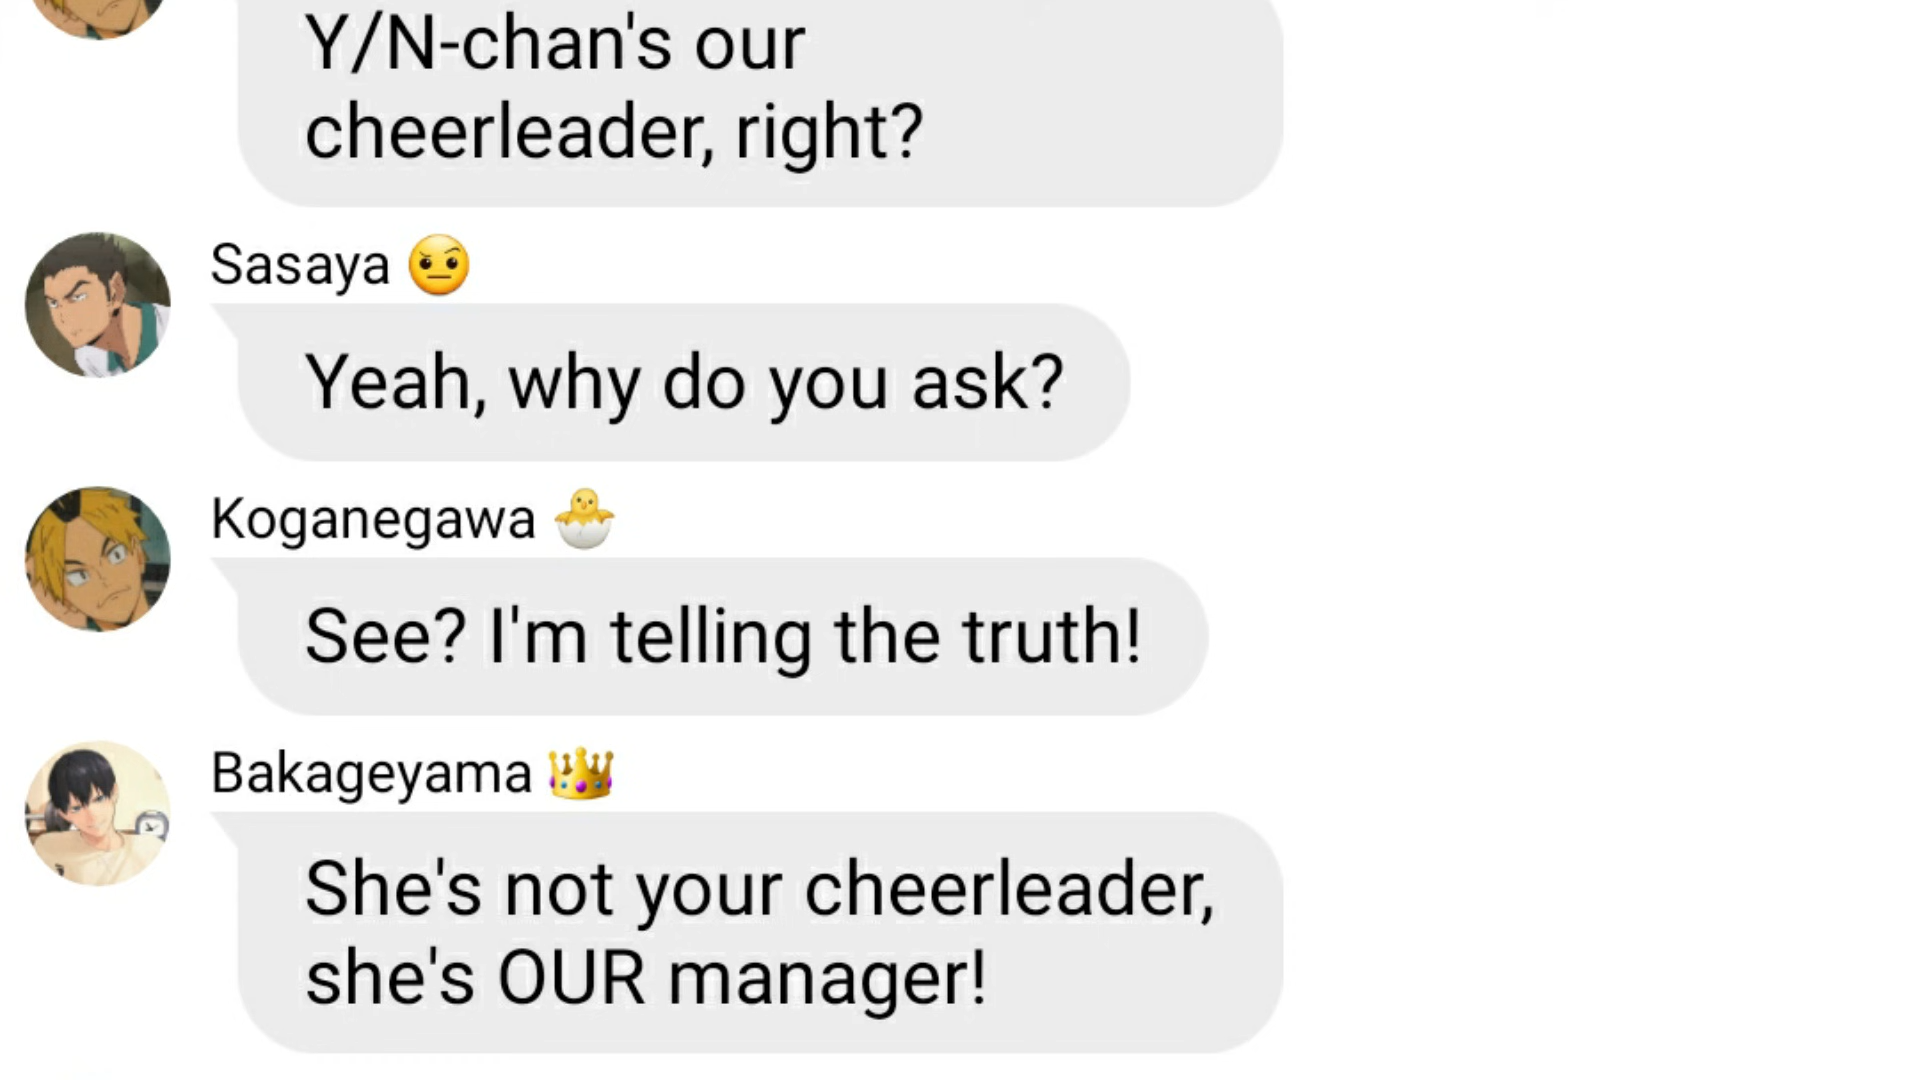 Y/N-chan's our
cheerleader, right?
Sasaya 🤨
Yeah, why do you ask?
Koganegawa 🐣
See? I'm telling the truth!
Bakageyama 👑
She's not your cheerleader,
she's OUR manager!